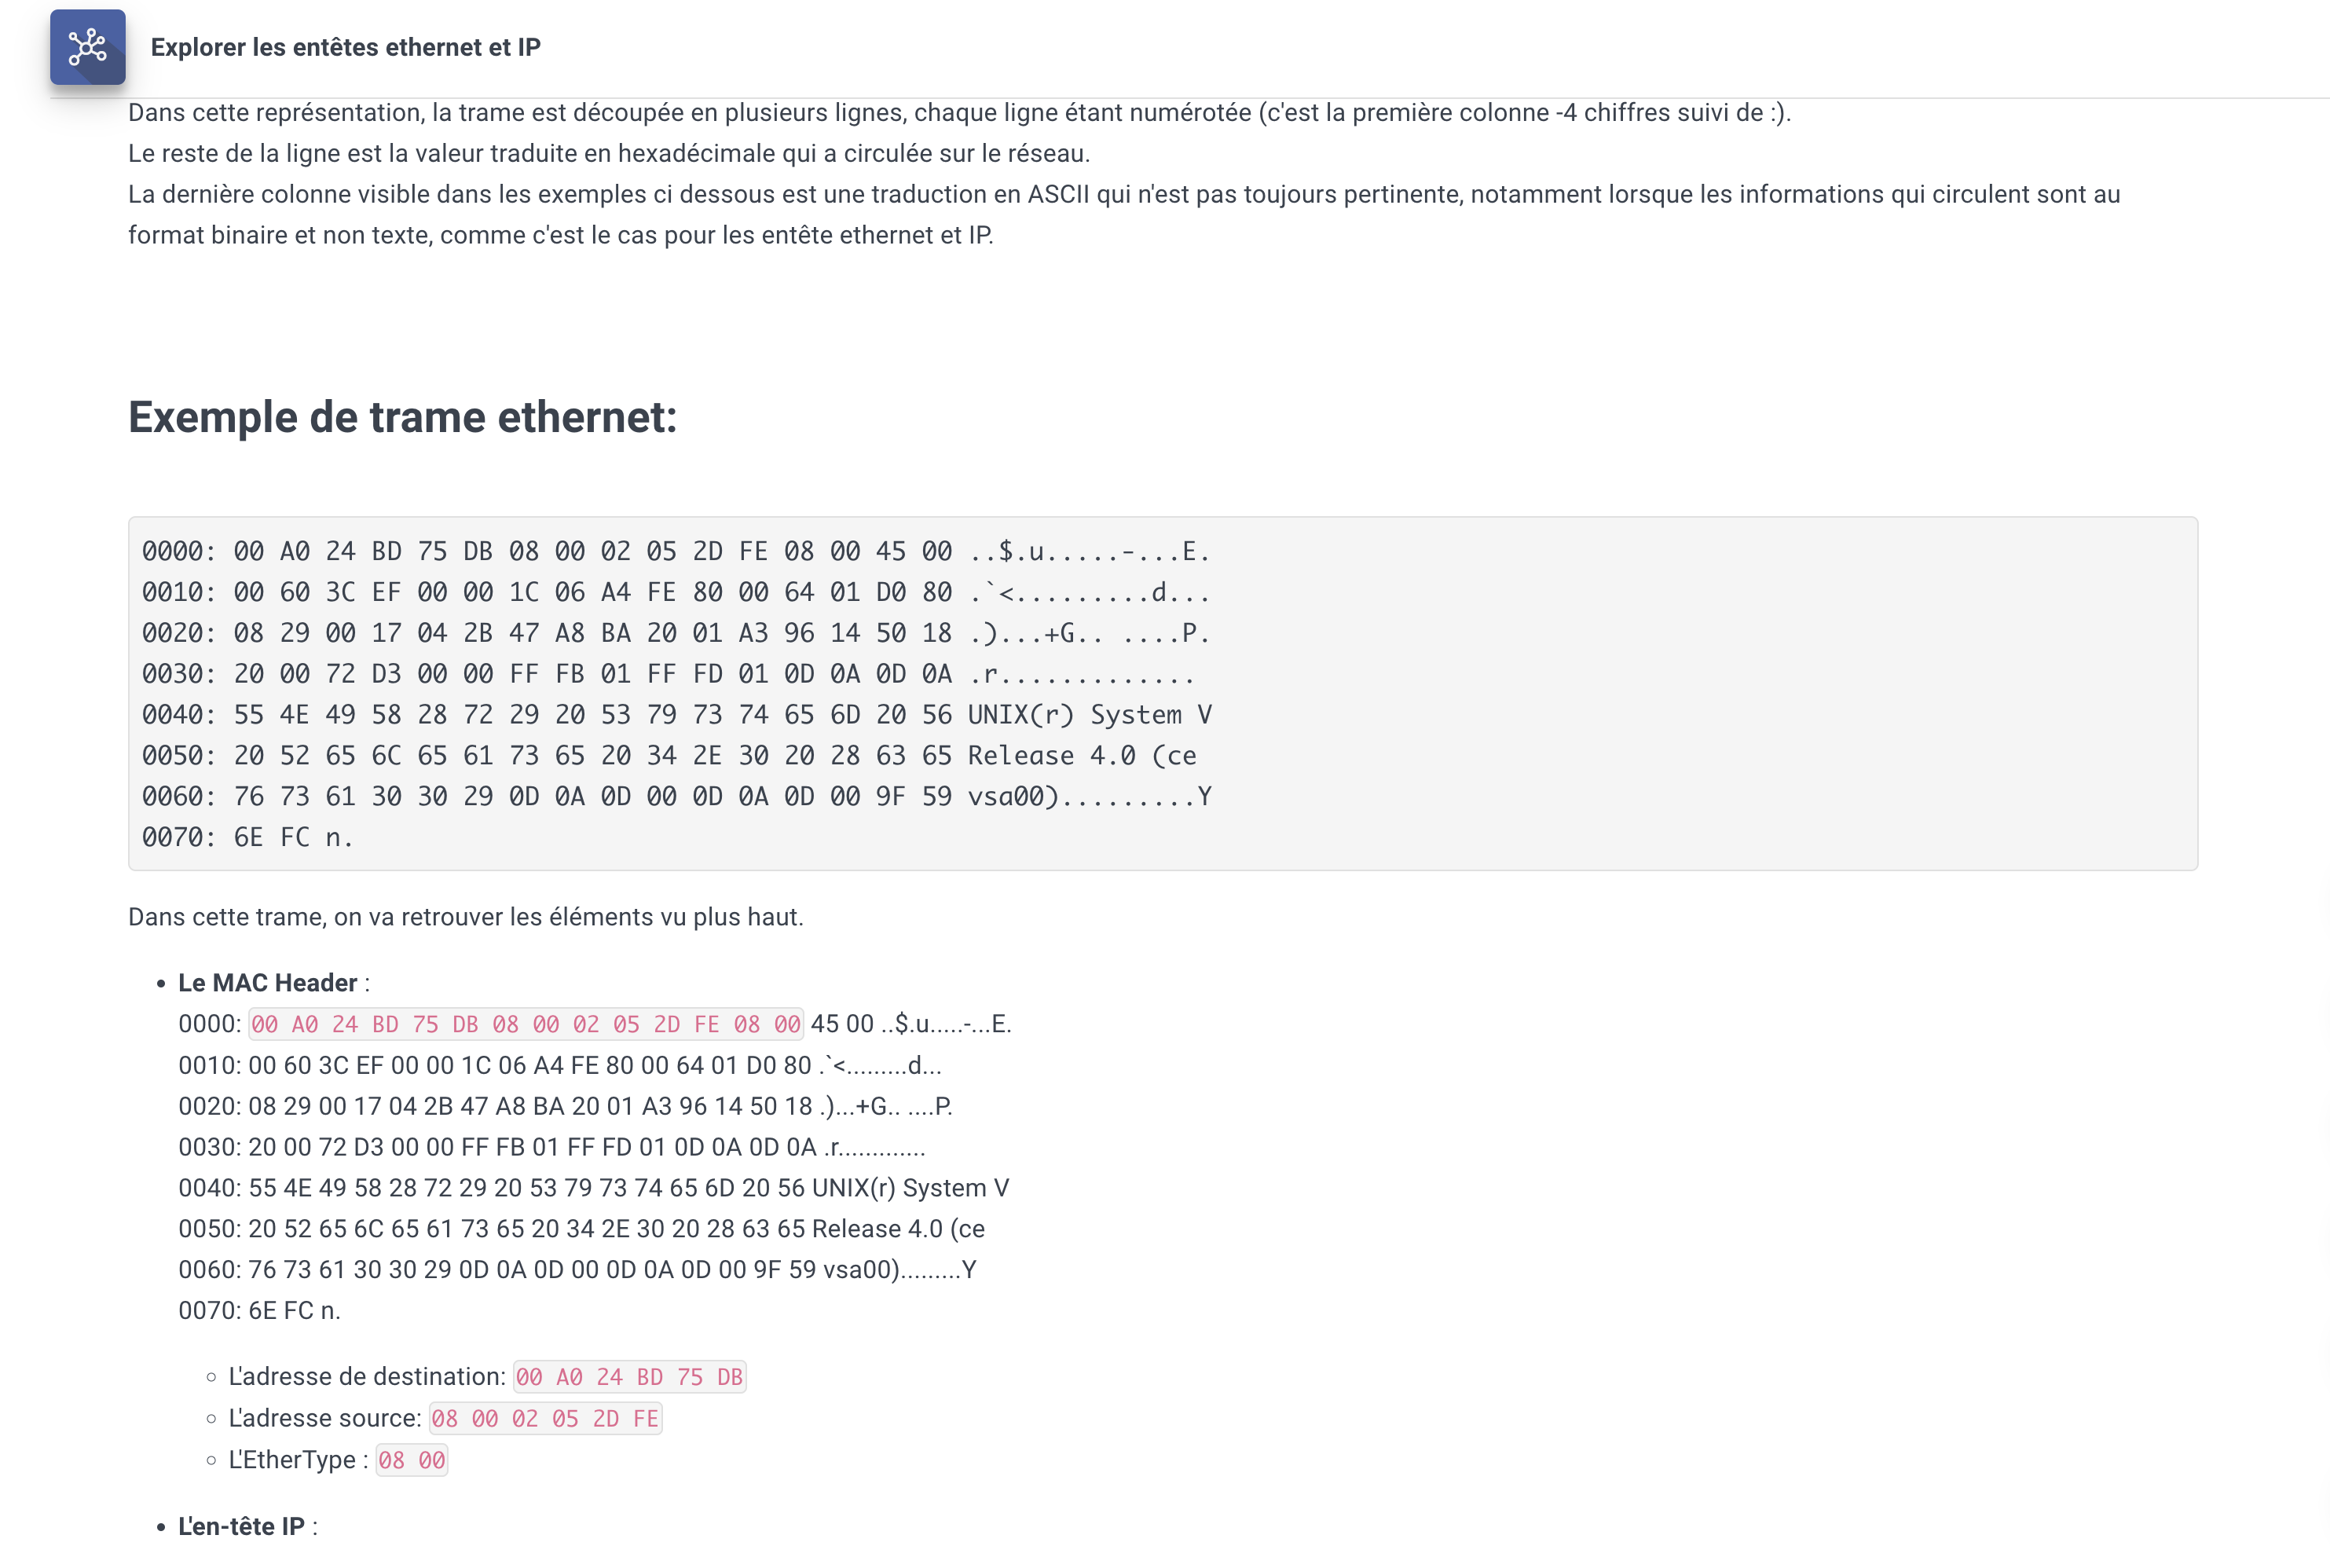 Explorer les entêtes ethernet et IP
Dans cette représentation, la trame est découpée en plusieurs lignes, chaque ligne étant numérotée (c'est la première colonne -4 chiffres suivi de :).
Le reste de la ligne est la valeur traduite en hexadécimale qui a circulée sur le réseau.
La dernière colonne visible dans les exemples ci dessous est une traduction en ASCII qui n'est pas toujours pertinente, notamment lorsque les informations qui circulent sont au
format binaire et non texte, comme c'est le cas pour les entête ethernet et IP.
Exemple de trame ethernet:
0000: 00 A0 24 BD 75 DB 08 00 02 05 2D FE 08 00 45 00 ..$.u.....-...E.
0010: 00 60 3C EF 00 00 1C 06 A4 FE 80 00 64 01 D0 80 .`<.........d...
0020: 08 29 00 17 04 2B 47 A8 BA 20 01 A3 96 14 50 18 .)...+G.. ....P.
0030: 20 00 72 D3 00 00 FF FB 01 FF FD 01 0D 0A 0D 0A .r.............
0040: 55 4E 49 58 28 72 29 20 53 79 73 74 65 6D 20 56 UNIX(r) System V
0050: 20 52 65 6C 65 61 73 65 20 34 2E 30 20 28 63 65 Release 4.0 (ce
0060: 76 73 61 30 30 29 0D 0A 0D 00 0D 0A 0D 00 9F 59 vsa00).........Y
0070: 6E FC n.
Dans cette trame, on va retrouver les éléments vu plus haut.
• Le MAC Header :
0000: 00 A0 24 BD 75 DB 08 00 02 05 2D FE 08 00 45 00 ..$.u.....-...E.
0010: 00 60 3C EF 00 00 1C 06 A4 FE 80 00 64 01 D0 80 .`<.........d...
0020: 08 29 00 17 04 2B 47 A8 BA 20 01 A3 96 14 50 18 .)...+G.. ....P.
0030: 20 00 72 D3 00 00 FF FB 01 FF FD 01 0D 0A 0D 0A .r.............
0040: 55 4E 49 58 28 72 29 20 53 79 73 74 65 6D 20 56 UNIX(r) System V
0050: 20 52 65 6C 65 61 73 65 20 34 2E 30 20 28 63 65 Release 4.0 (ce
0060: 76 73 61 30 30 29 0D 0A 0D 00 0D 0A 0D 00 9F 59 vsa00).........Y
0070: 6E FC n.
◦ L'adresse de destination: 00 A0 24 BD 75 DB
◦ L'adresse source: 08 00 02 05 2D FE
◦ L'EtherType : 08 00
• L'en-tête IP :